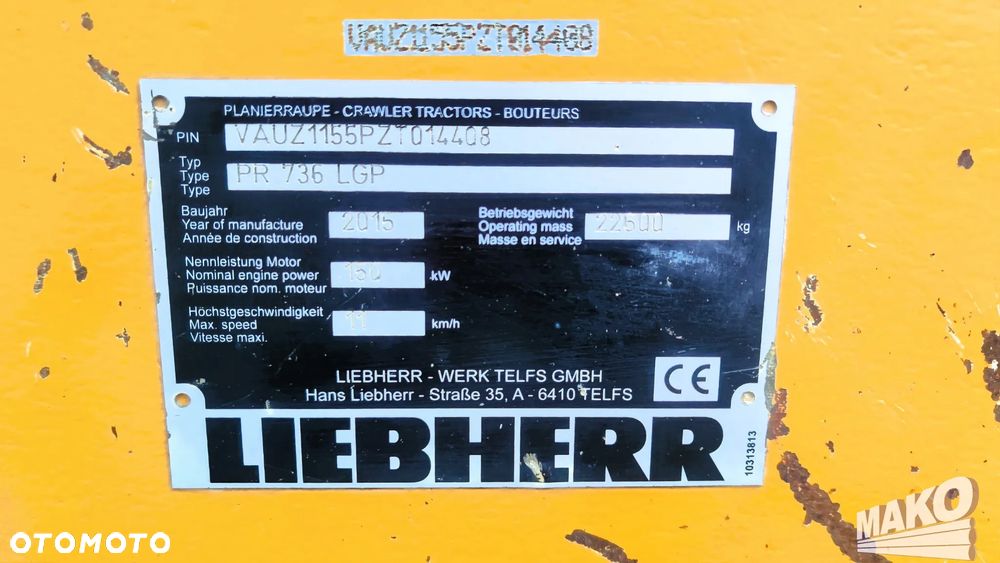 VAUZ1155PZT014408
PLANIERRAUPE - CRAWLER TRACTORS - BOUTEURS
PIN VAUZ1155PZT014408
Typ
Type PR 736 LGP
Type
Baujahr
Year of manufacture 2015
Année de construction
Betriebsgewicht
Operating mass 22500 kg
Masse en service
Nennleistung Motor
Nominal engine power 150 kW
Puissance nom. moteur
Höchstgeschwindigkeit
Max. speed 11 km/h
Vitesse maxi.
LIEBHERR - WERK TELFS GMBH
Hans Liebherr - Straße 35, A - 6410 TELFS
CE
LIEBHERR
10313813
OTOMOTO
MAKO